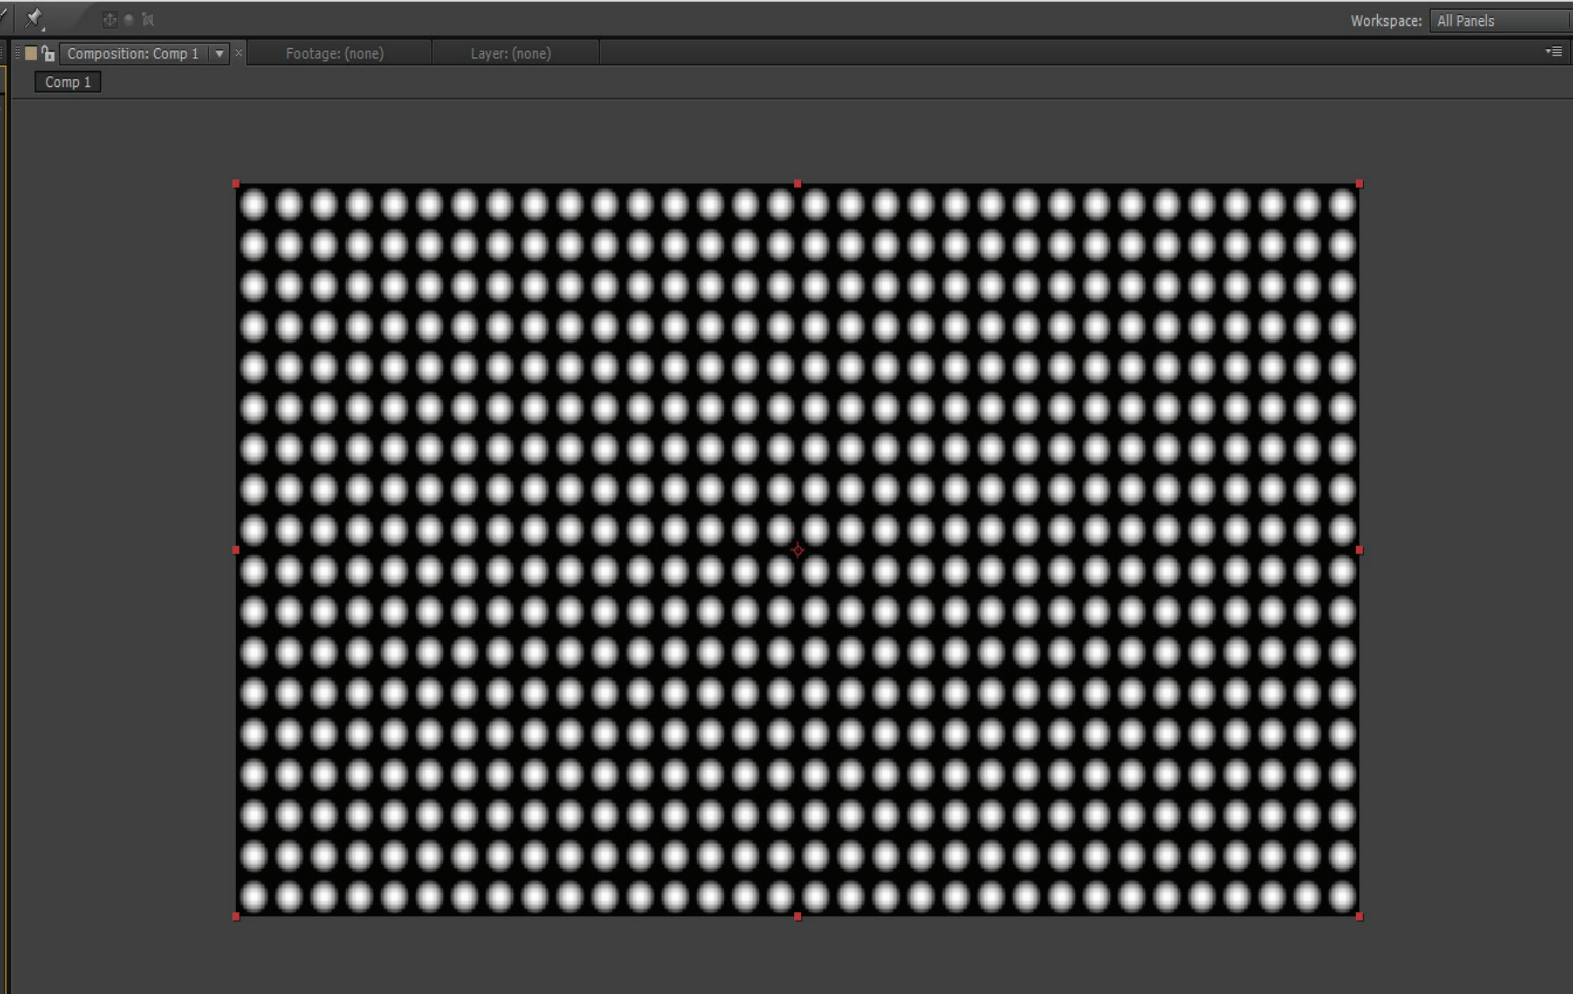 Workspace: All Panels
Composition: Comp 1 Footage: (none) Layer: (none)
Comp 1